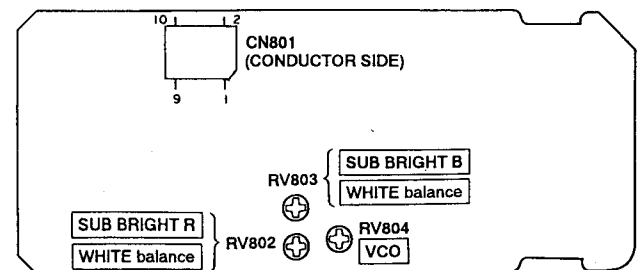 10 2
CN801
(CONDUCTOR SIDE)
9 1
SUB BRIGHT B
RV803
WHITE balance
SUB BRIGHT R
RV802
WHITE balance
RV804
VCO